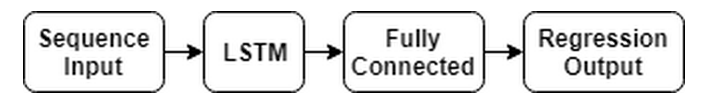 Sequence
Input
LSTM
Fully
Connected
Regression
Output